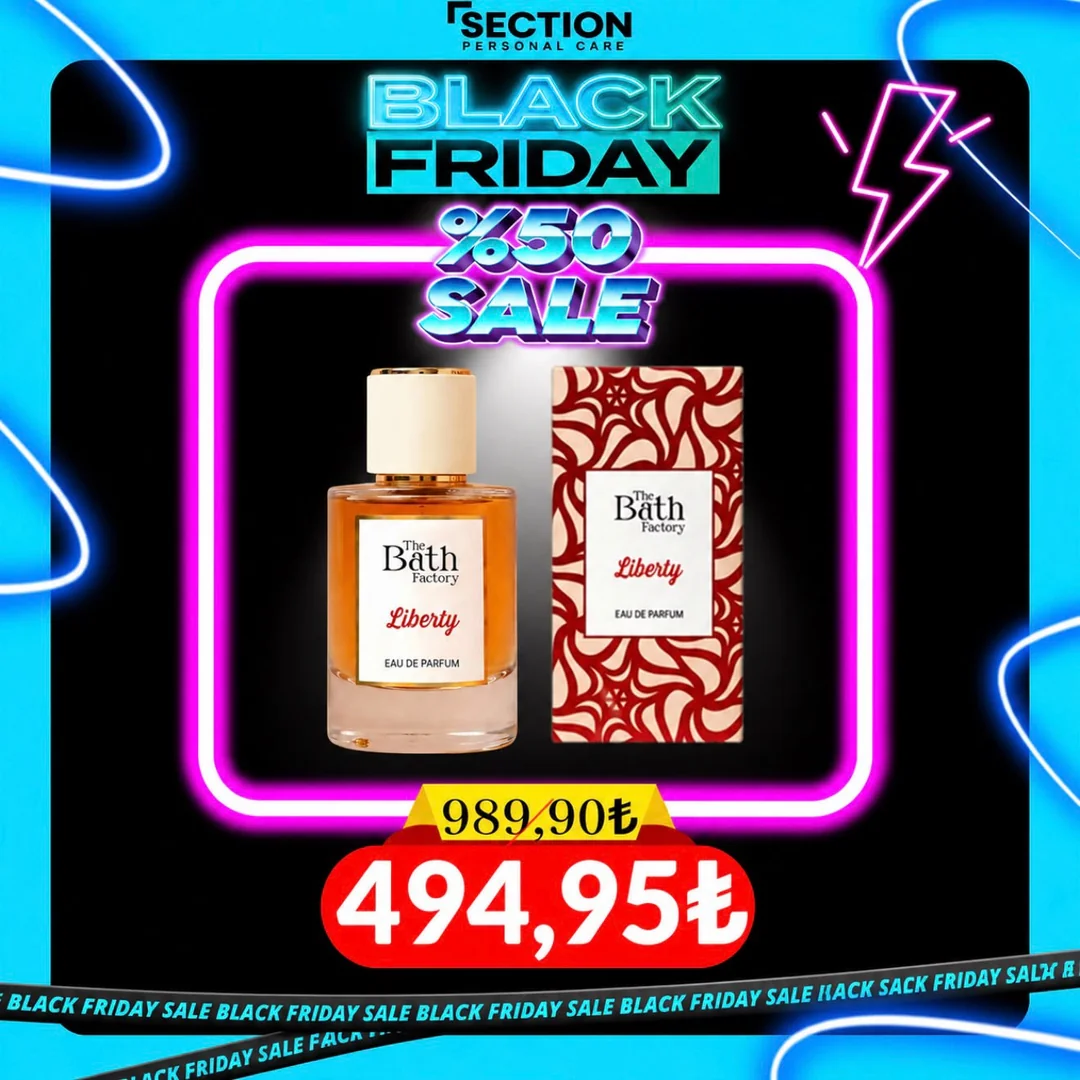 SECTION
PERSONAL CARE
BLACK
FRIDAY
%50
SALE
The
Bath
Factory
Liberty
EAU DE PARFUM
The
Bath
Factory
Liberty
EAU DE PARFUM
989,90₺
494,95₺
BLACK FRIDAY SALE BLACK FRIDAY SALE BLACK FRIDAY SALE BLACK FRIDAY SALE SACK FRIDAY
FRIDAY SALE